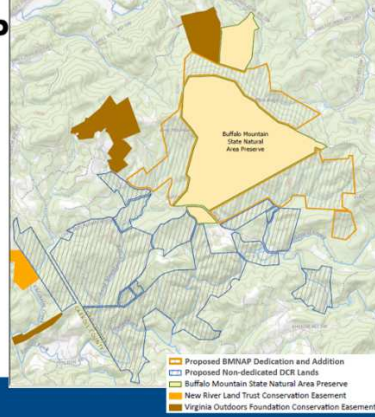 Buffalo Mountain
State Natural
Area Preserve
Proposed BMNAP Dedication and Addition
Proposed Non-dedicated DCR Lands
Buffalo Mountain State Natural Area Preserve
New River Land Trust Conservation Easement
Virginia Outdoors Foundation Conservation Easement